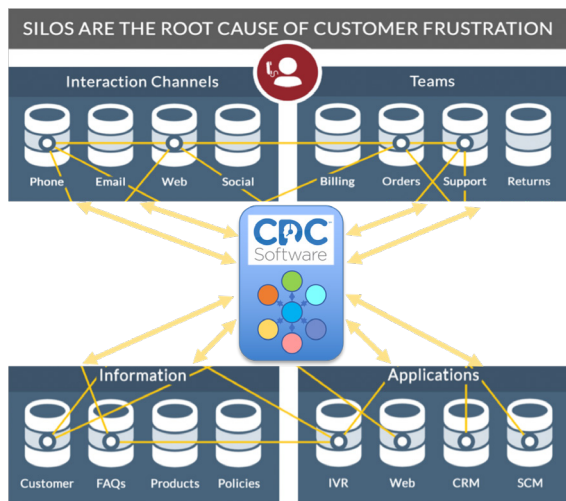 SILOS ARE THE ROOT CAUSE OF CUSTOMER FRUSTRATION
Interaction Channels
Teams
Phone Email Web Social
Billing Orders Support Returns
CDC™
Software
Information
Applications
Customer FAQs Products Policies
IVR Web CRM SCM